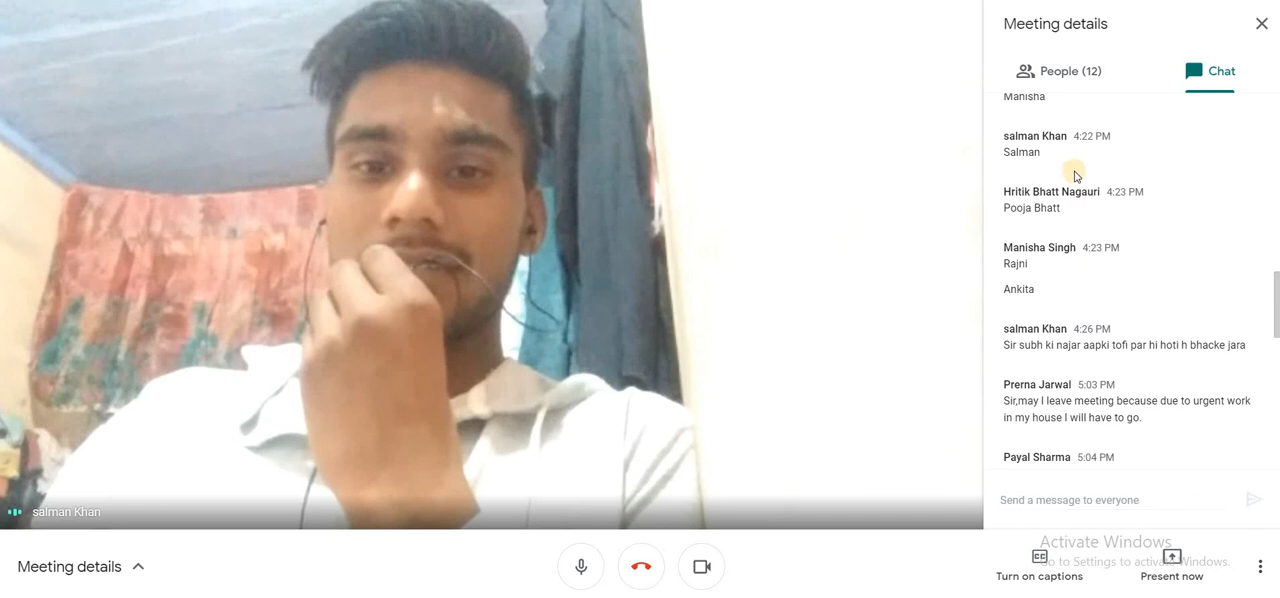 Meeting details
People (12)
Chat
Manisha
salman Khan 4:22 PM
Salman
Hritik Bhatt Nagauri 4:23 PM
Pooja Bhatt
Manisha Singh 4:23 PM
Rajni
Ankita
salman Khan 4:26 PM
Sir subh ki najar aapki tofi par hi hoti h bhacke jara
Prerna Jarwal 5:03 PM
Sir,may I leave meeting because due to urgent work
in my house I will have to go.
Payal Sharma 5:04 PM
Send a message to everyone
salman Khan
Meeting details
Activate Windows
Go to Settings to activate Windows.
CC
Turn on captions
Present now